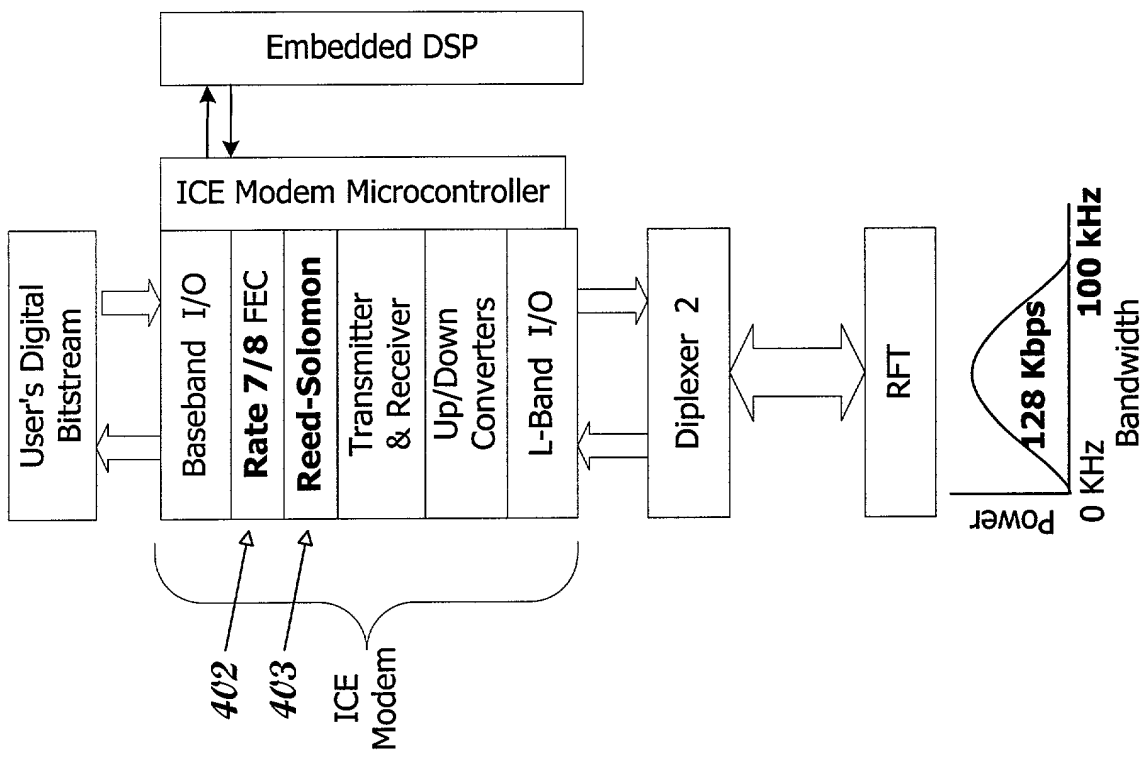 User's Digital
Bitstream
Baseband I/O
Rate 7/8 FEC
Reed-Solomon
Transmitter
& Receiver
Up/Down
Converters
L-Band I/O
ICE Modem Microcontroller
Embedded DSP
402
403
ICE
Modem
Diplexer 2
RFT
Power
128 Kbps
0 KHz
100 kHz
Bandwidth